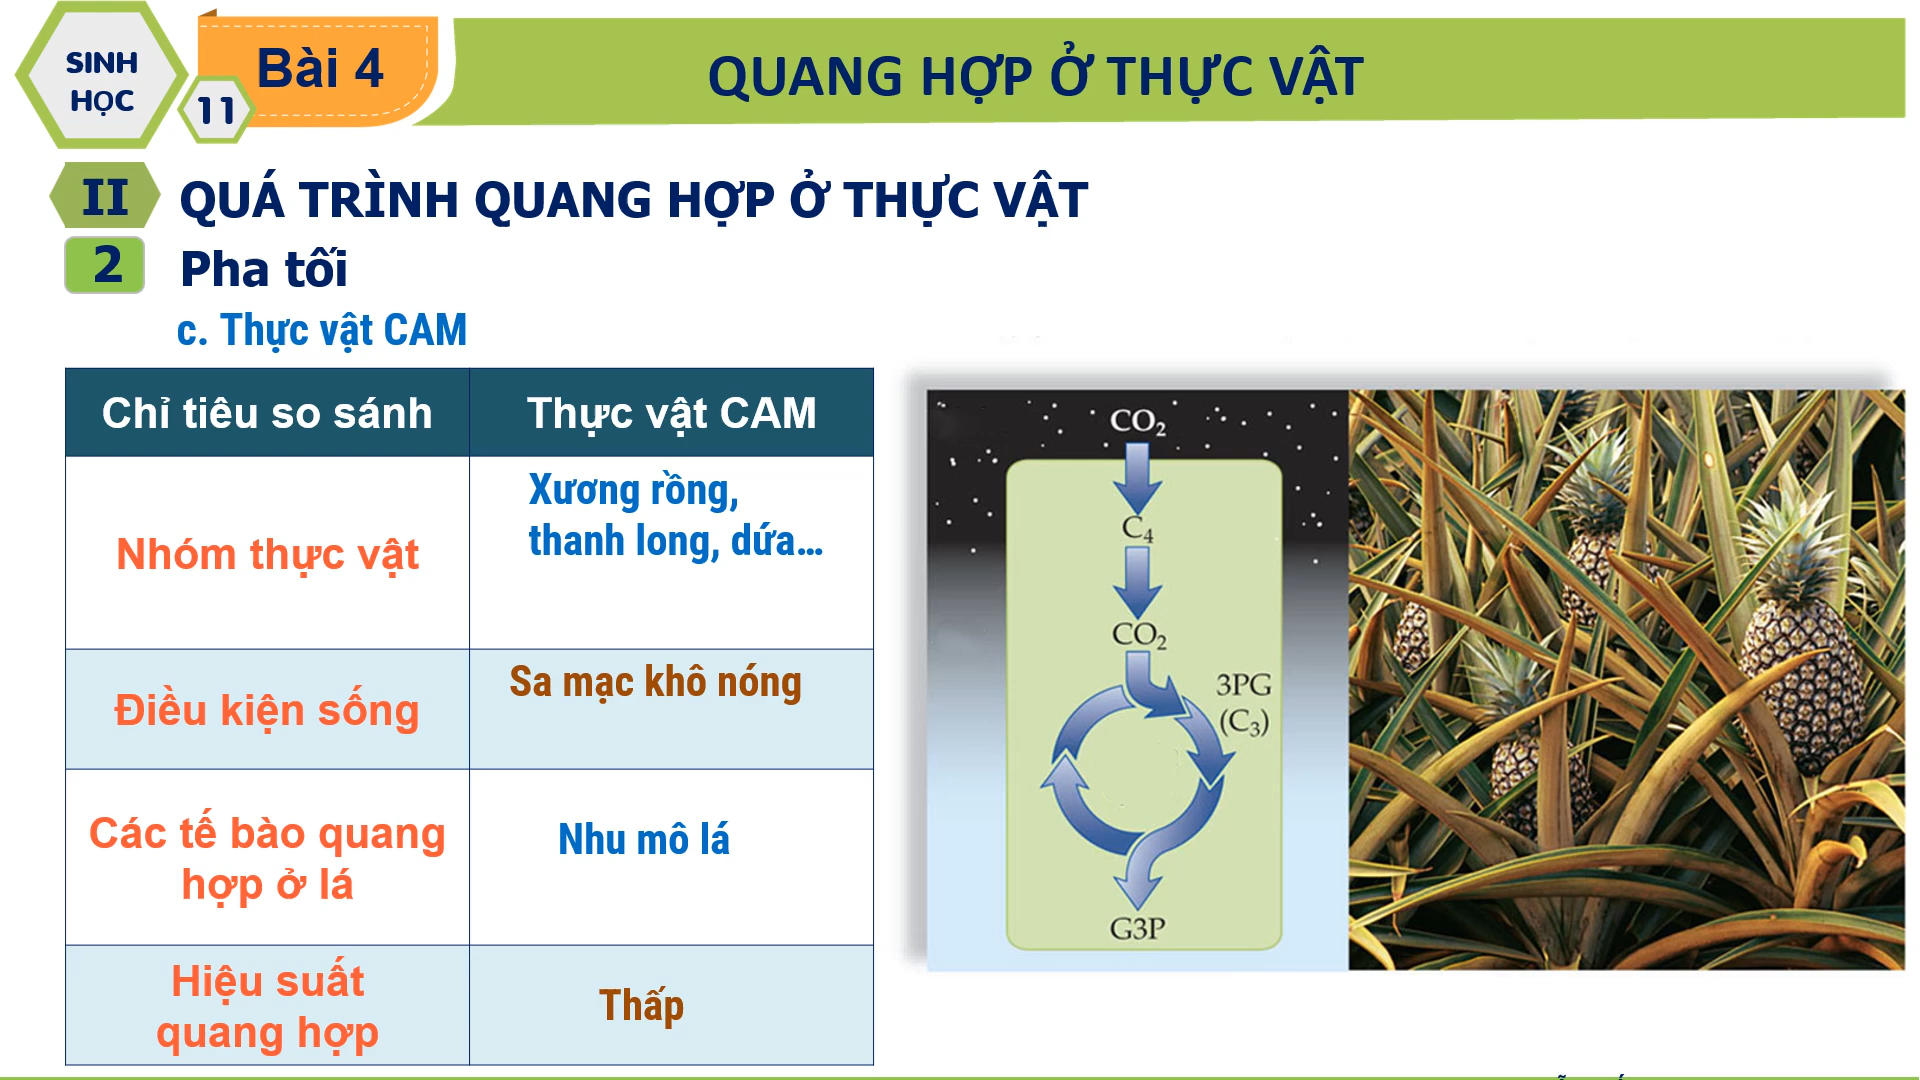 SINH
HỌC
11
Bài 4
QUANG HỢP Ở THỰC VẬT
II
QUÁ TRÌNH QUANG HỢP Ở THỰC VẬT
2
Pha tối
c. Thực vật CAM
Chỉ tiêu so sánh
Thực vật CAM
Nhóm thực vật
Xương rồng,
thanh long, dứa...
Điều kiện sống
Sa mạc khô nóng
Các tế bào quang
hợp ở lá
Nhu mô lá
Hiệu suất
quang hợp
Thấp
CO₂
C₄
CO₂
3PG
(C₃)
G3P